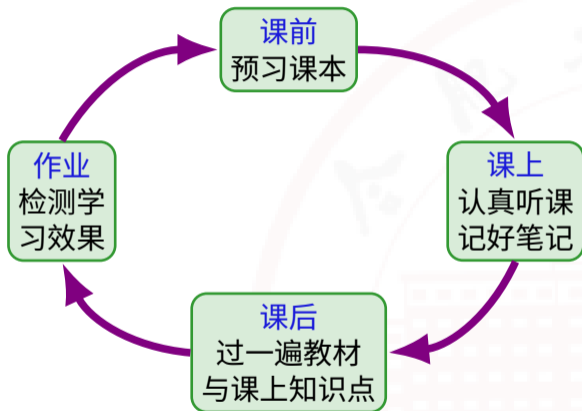 课前
预习课本
课上
认真听课
记好笔记
课后
过一遍教材
与课上知识点
作业
检测学
习效果